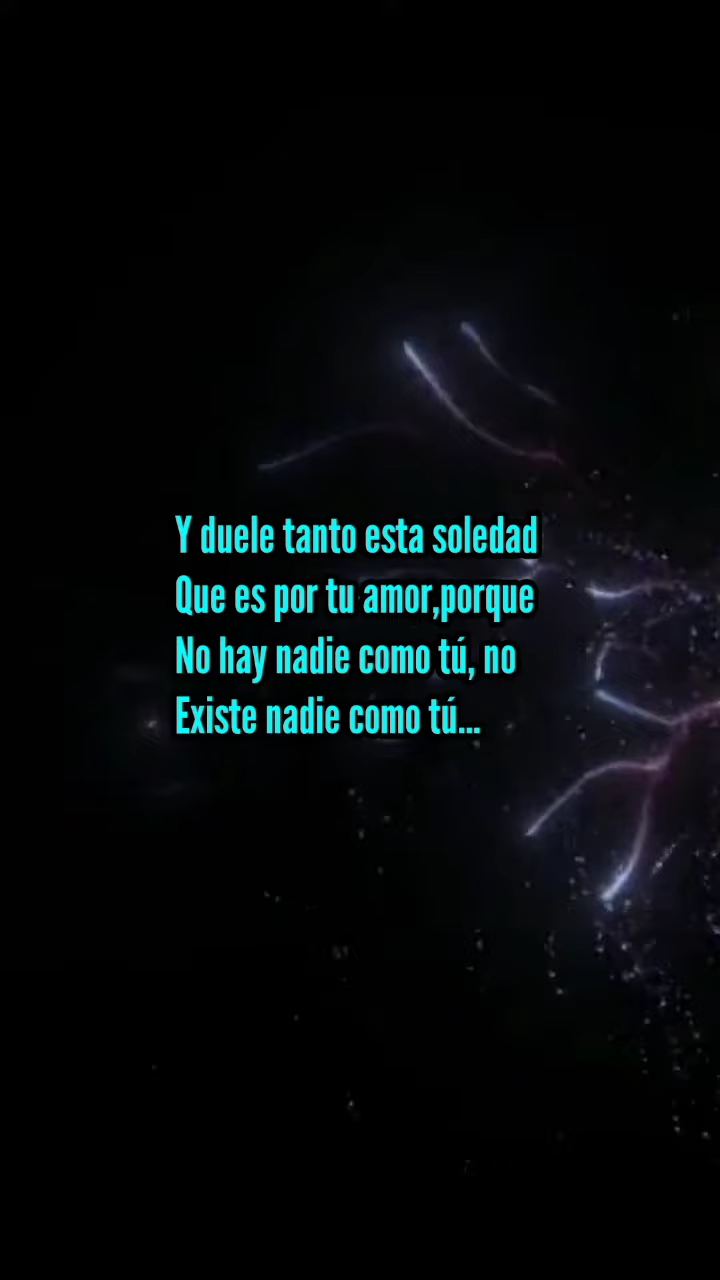 Y duele tanto esta soledad
Que es por tu amor,porque
No hay nadie como tú, no
Existe nadie como tú...